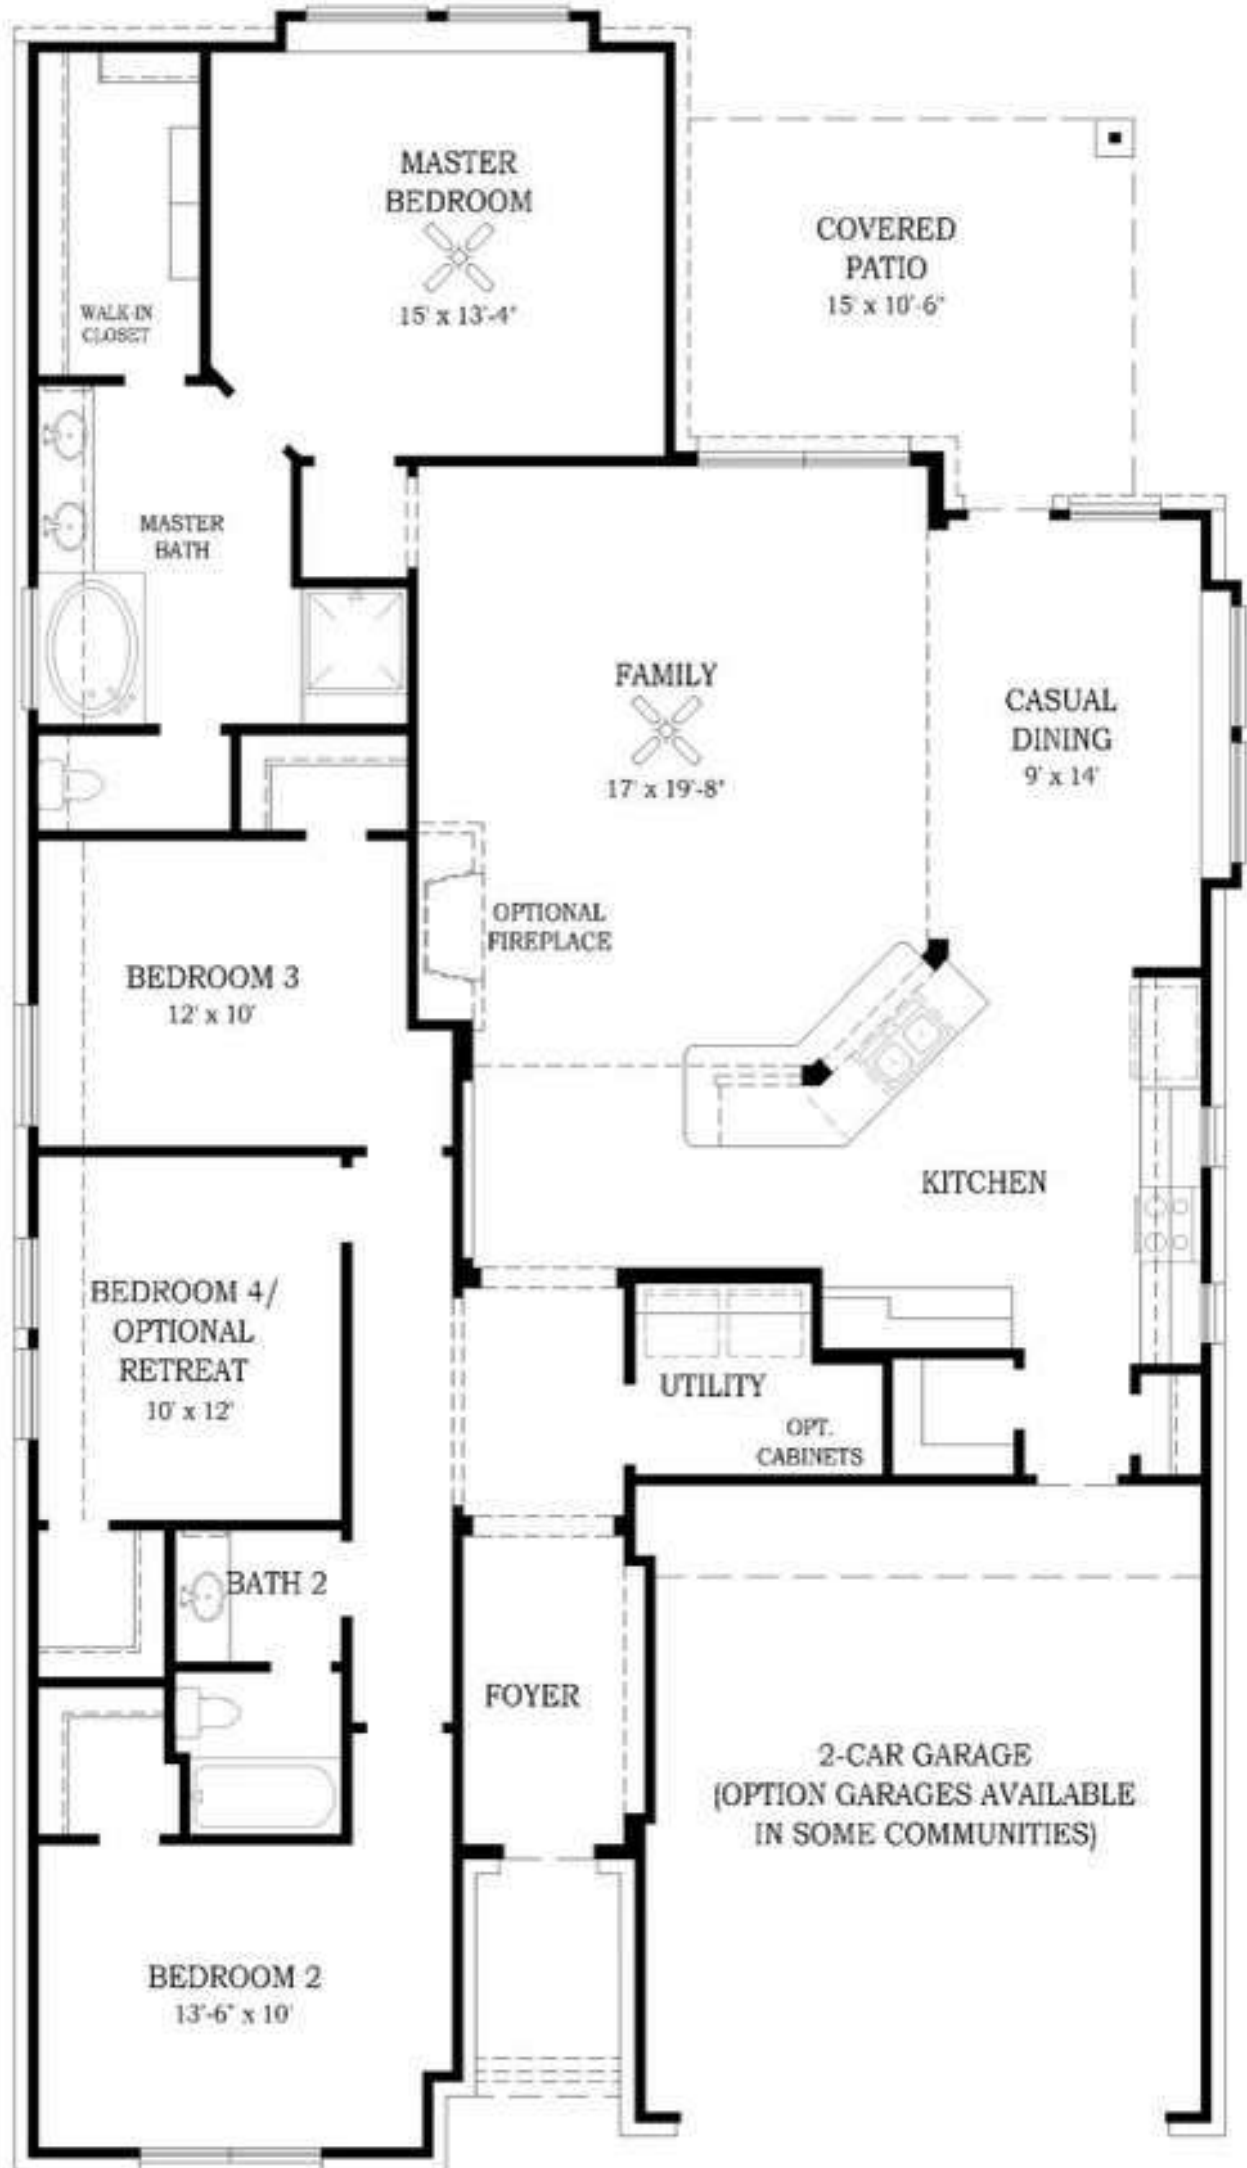 MASTER
BEDROOM
15' x 13'-4"
COVERED
PATIO
15' x 10'-6"
WALK-IN
CLOSET
MASTER
BATH
FAMILY
17' x 19'-8"
CASUAL
DINING
9' x 14'
OPTIONAL
FIREPLACE
BEDROOM 3
12' x 10'
KITCHEN
BEDROOM 4/
OPTIONAL
RETREAT
10' x 12'
UTILITY
OPT.
CABINETS
BATH 2
FOYER
2-CAR GARAGE
(OPTION GARAGES AVAILABLE
IN SOME COMMUNITIES)
BEDROOM 2
13'-6" x 10'